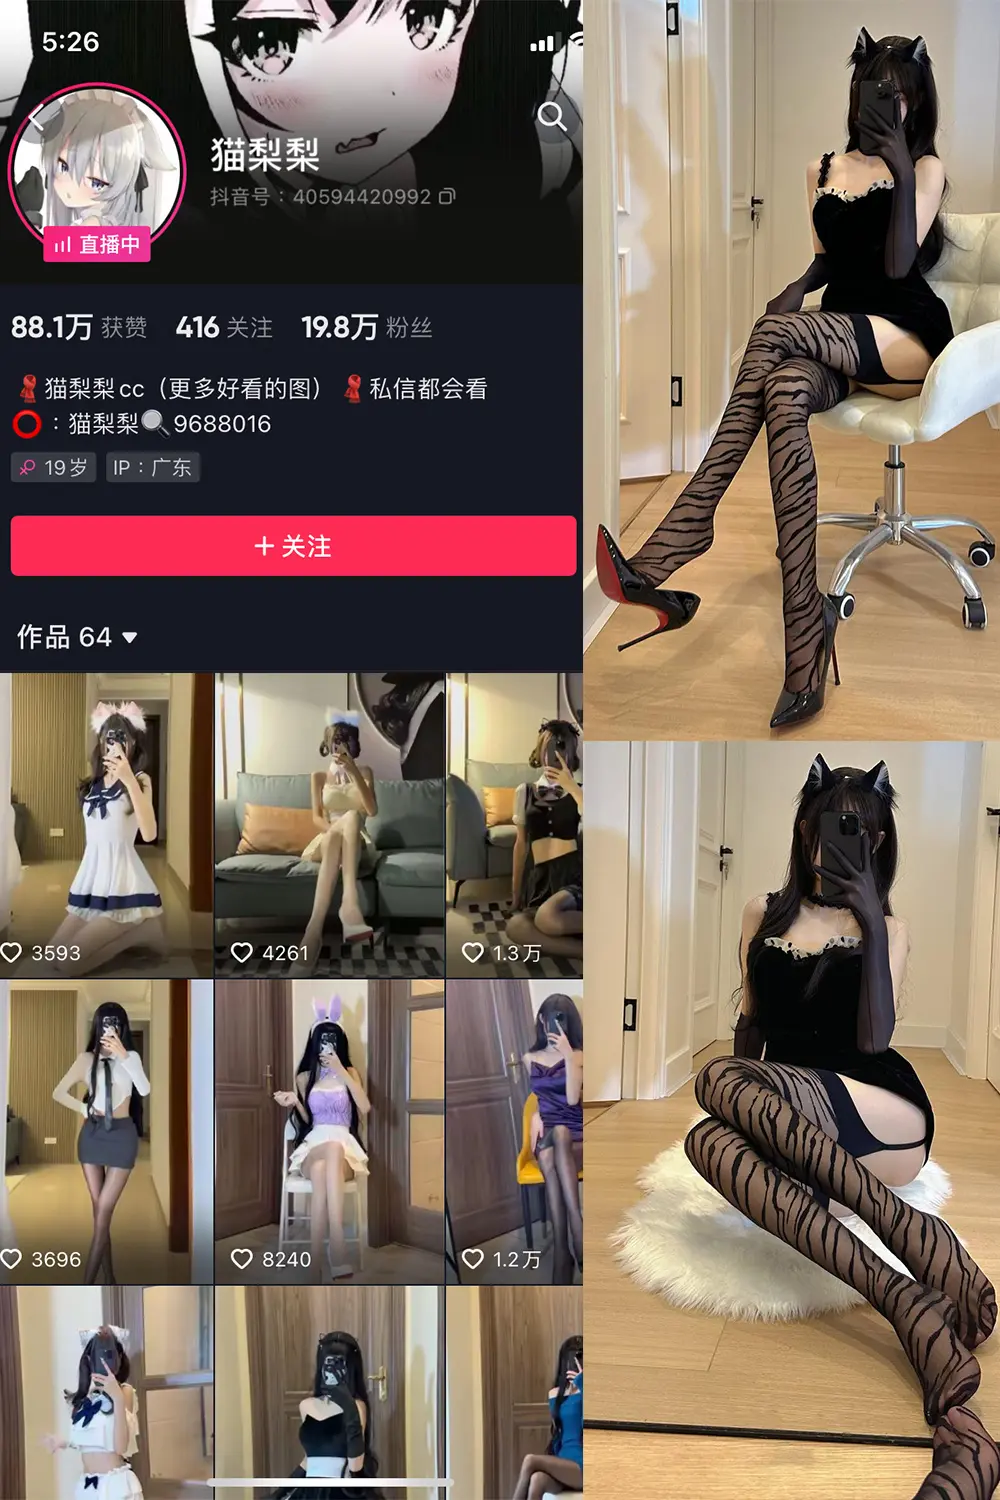 5:26
猫梨梨
抖音号：40594420992
直播中
88.1万 获赞 416 关注 19.8万 粉丝
猫梨梨cc（更多好看的图） 私信都会看
：猫梨梨 9688016
19岁 IP：广东
+ 关注
作品 64
3593 4261 1.3万
3696 8240 1.2万